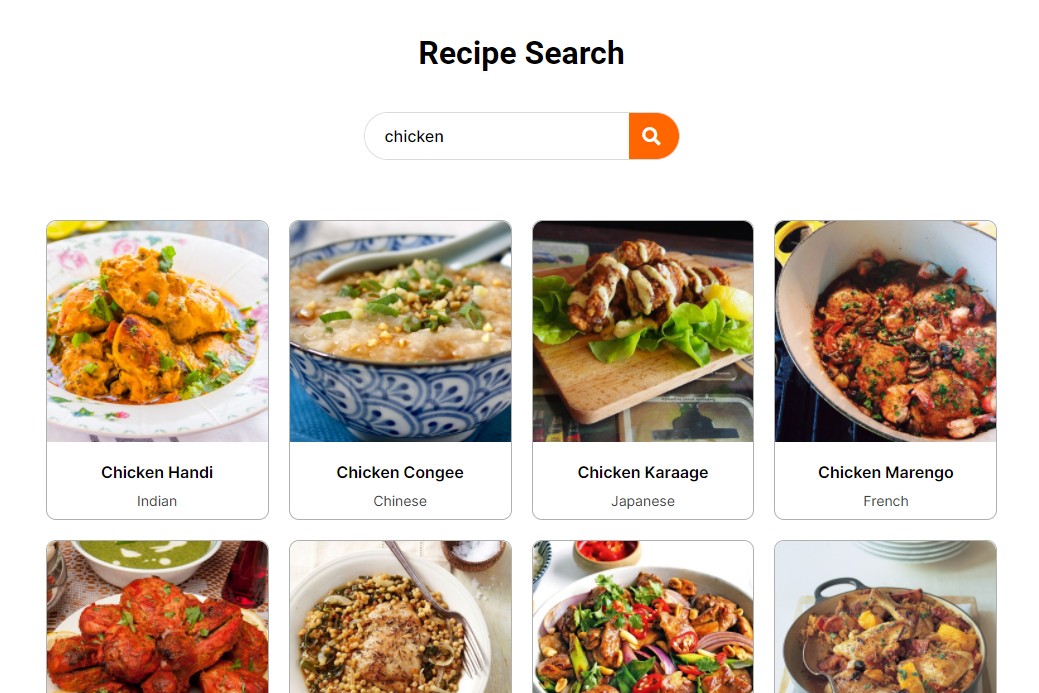 Recipe Search
chicken
Chicken Handi
Indian
Chicken Congee
Chinese
Chicken Karaage
Japanese
Chicken Marengo
French